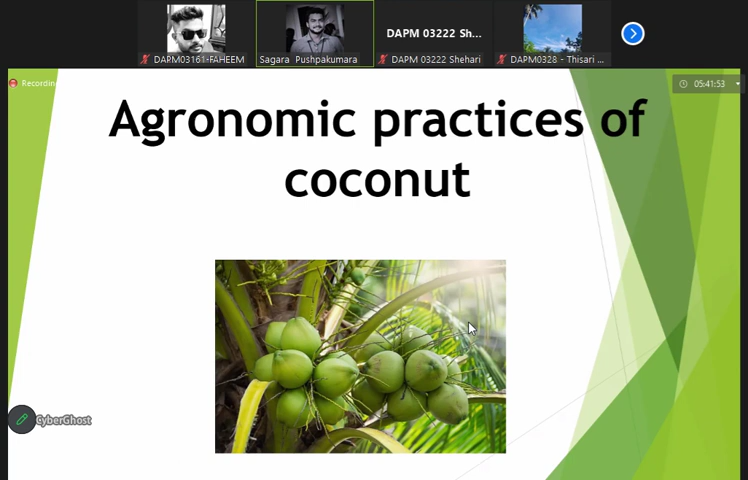 DAPM 03222 Sh...
DARM03161-FAHEEM
Sagara Pushpakumara
DAPM 03222 Shehari
DAPM0328 - Thisari ...
Recordin
05:41:53
Agronomic practices of
coconut
CyberGhost